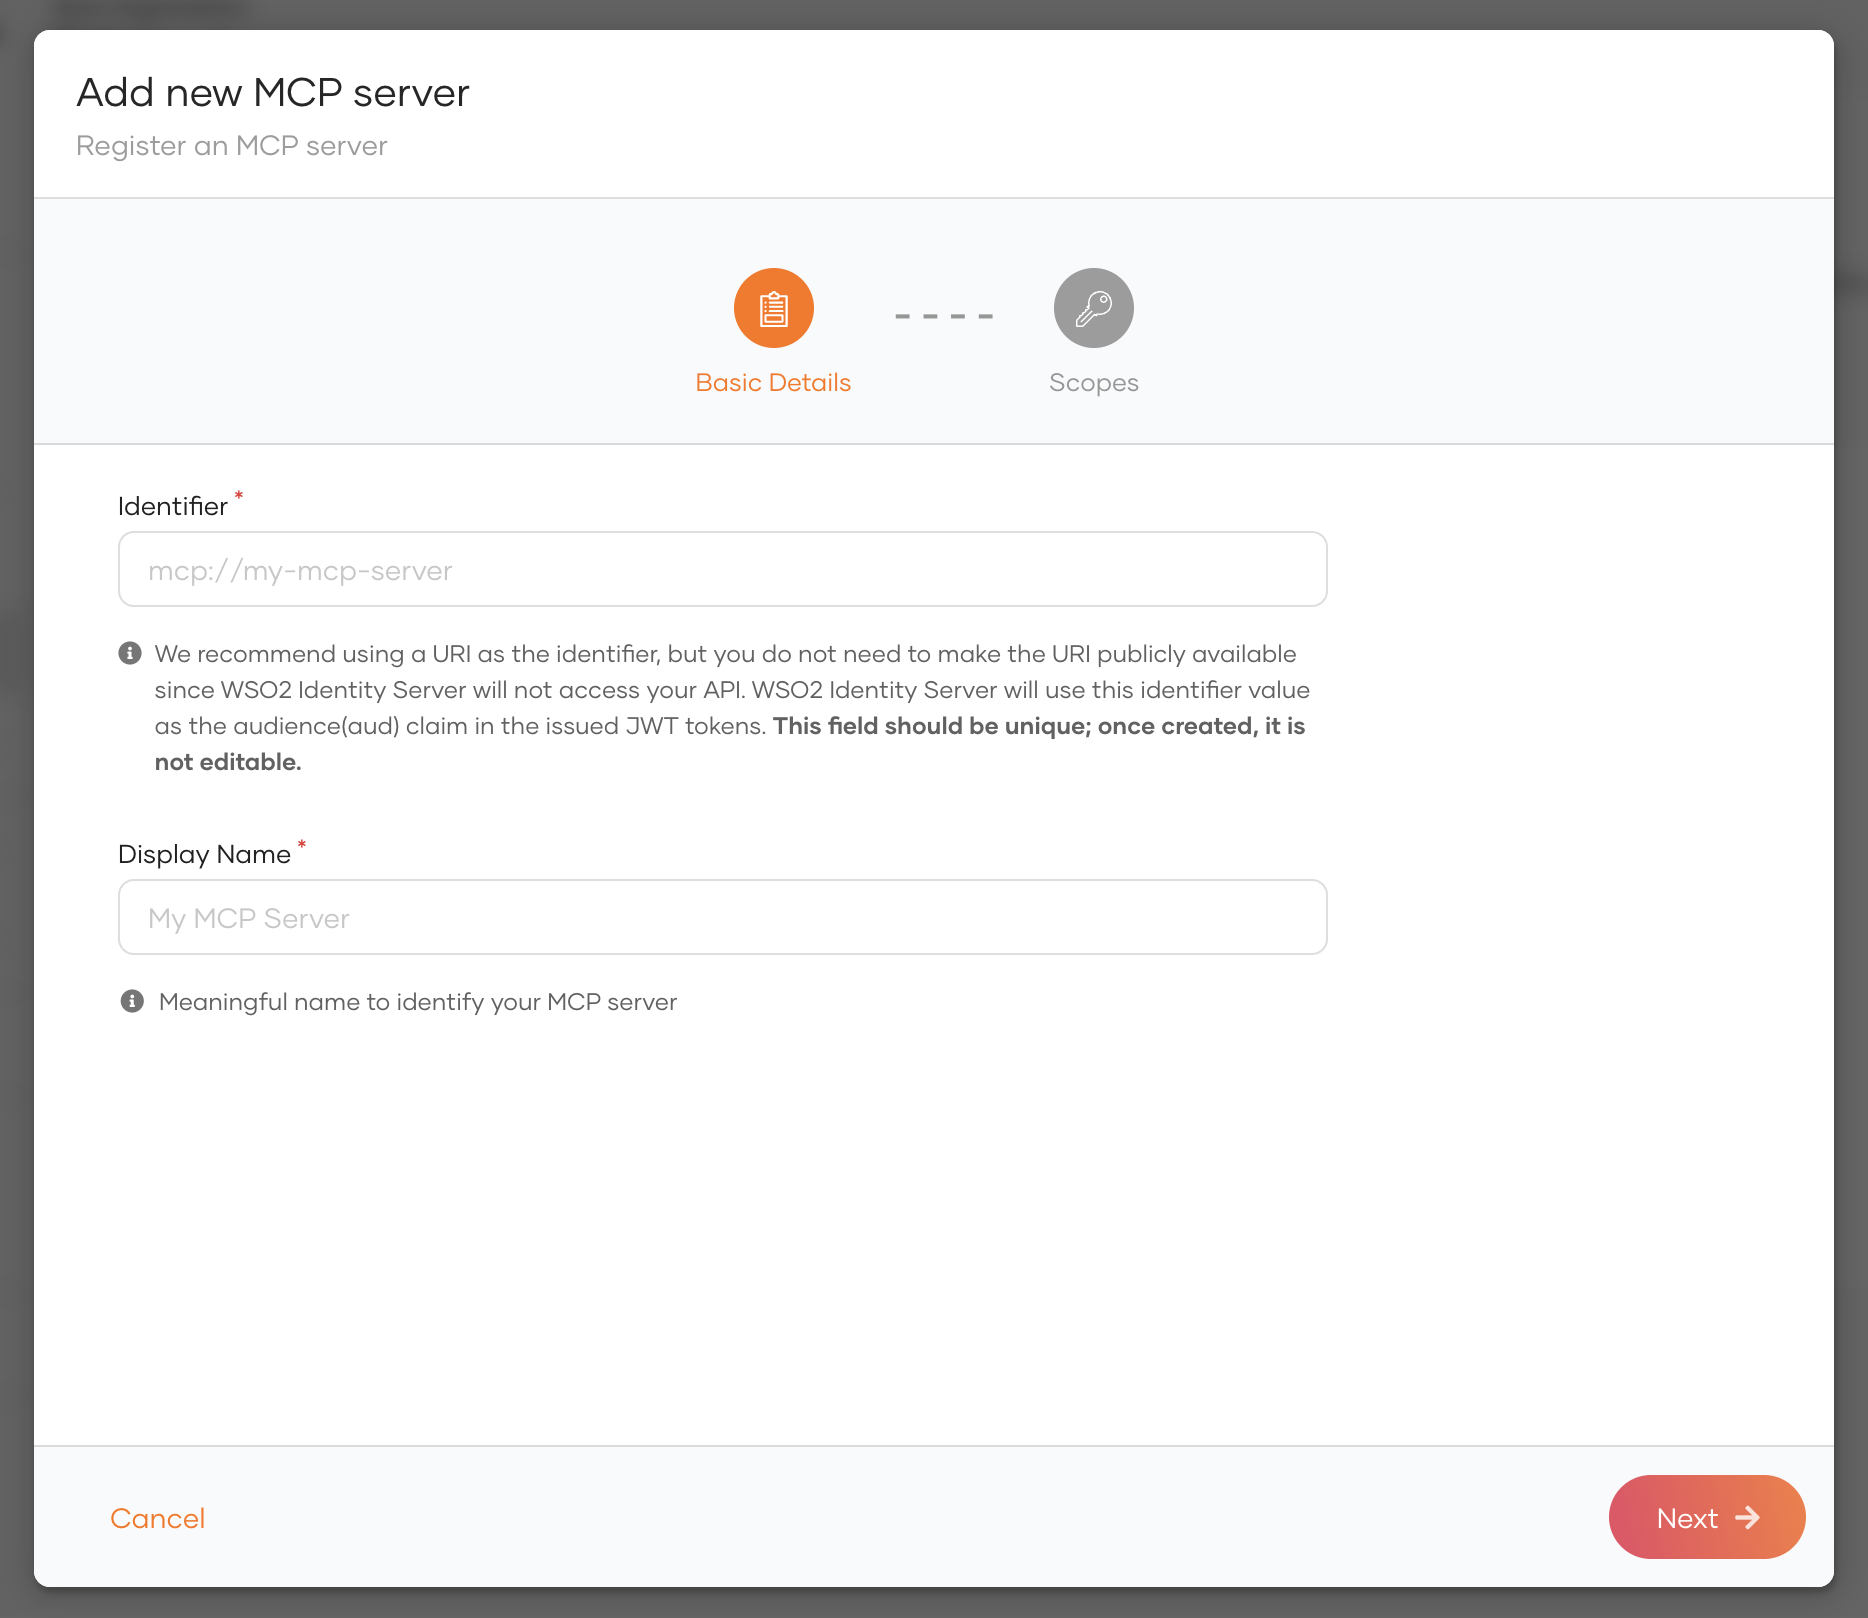 Add new MCP server
Register an MCP server
Basic Details
Scopes
Identifier *
mcp://my-mcp-server
We recommend using a URI as the identifier, but you do not need to make the URI publicly available
since WSO2 Identity Server will not access your API. WSO2 Identity Server will use this identifier value
as the audience(aud) claim in the issued JWT tokens. This field should be unique; once created, it is
not editable.
Display Name *
My MCP Server
Meaningful name to identify your MCP server
Cancel
Next →